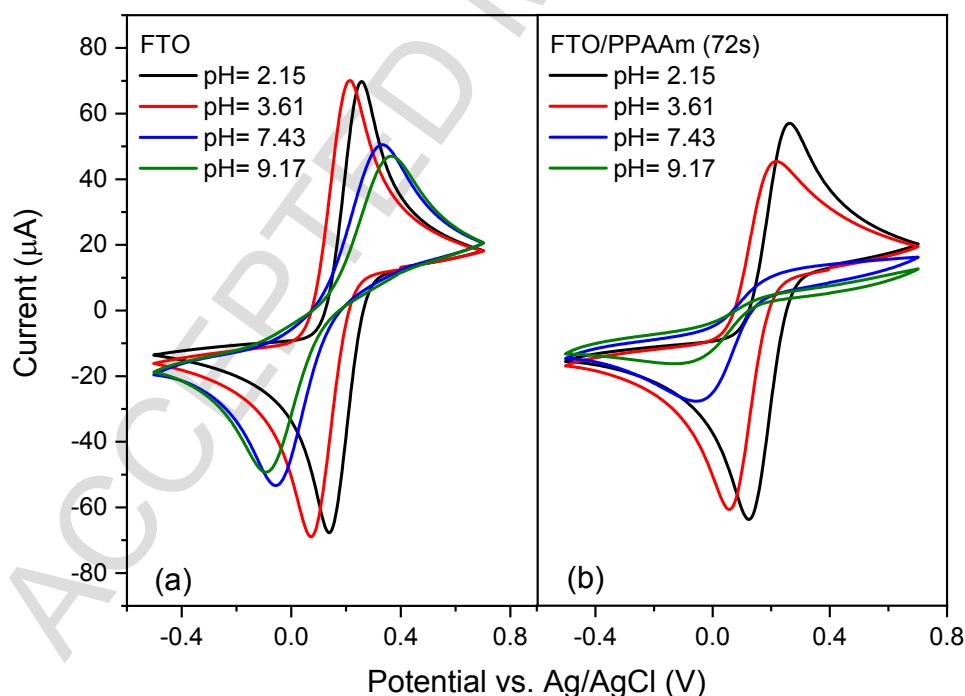 80
60
40
20
0
-20
-40
-60
-80
Current (μA)
FTO
pH= 2.15
pH= 3.61
pH= 7.43
pH= 9.17
(a)
FTO/PPAAm (72s)
pH= 2.15
pH= 3.61
pH= 7.43
pH= 9.17
(b)
-0.4 0.0 0.4 0.8 -0.4 0.0 0.4 0.8
Potential vs. Ag/AgCl (V)
ACCEPTED